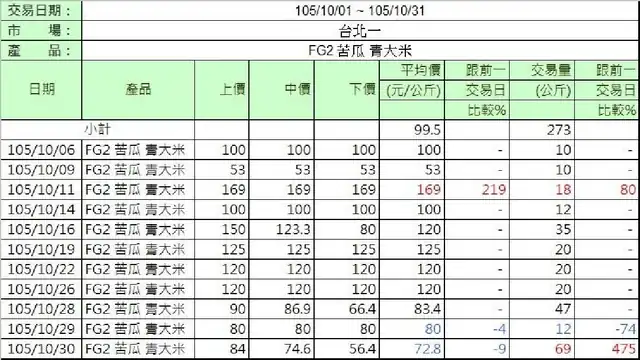 交易日期: 105/10/01 ~ 105/10/31
市 場: 台北一
產 品: FG2 苦瓜 青大米
日期 產品 上價 中價 下價 平均價 (元/公斤) 跟前一 交易日 比較% 交易量 (公斤) 跟前一 交易日 比較%
小計 99.5 273
105/10/06 FG2 苦瓜 青大米 100 100 100 100 - 10 -
105/10/09 FG2 苦瓜 青大米 53 53 53 53 - 10 -
105/10/11 FG2 苦瓜 青大米 169 169 169 169 219 18 80
105/10/14 FG2 苦瓜 青大米 100 100 100 100 - 12 -
105/10/16 FG2 苦瓜 青大米 150 123.3 80 120 - 35 -
105/10/19 FG2 苦瓜 青大米 125 125 125 125 - 20 -
105/10/22 FG2 苦瓜 青大米 120 120 120 120 - 20 -
105/10/26 FG2 苦瓜 青大米 120 120 120 120 - 20 -
105/10/28 FG2 苦瓜 青大米 90 86.9 66.4 83.4 - 47 -
105/10/29 FG2 苦瓜 青大米 80 80 80 80 -4 12 -74
105/10/30 FG2 苦瓜 青大米 84 74.6 56.4 72.8 -9 69 475